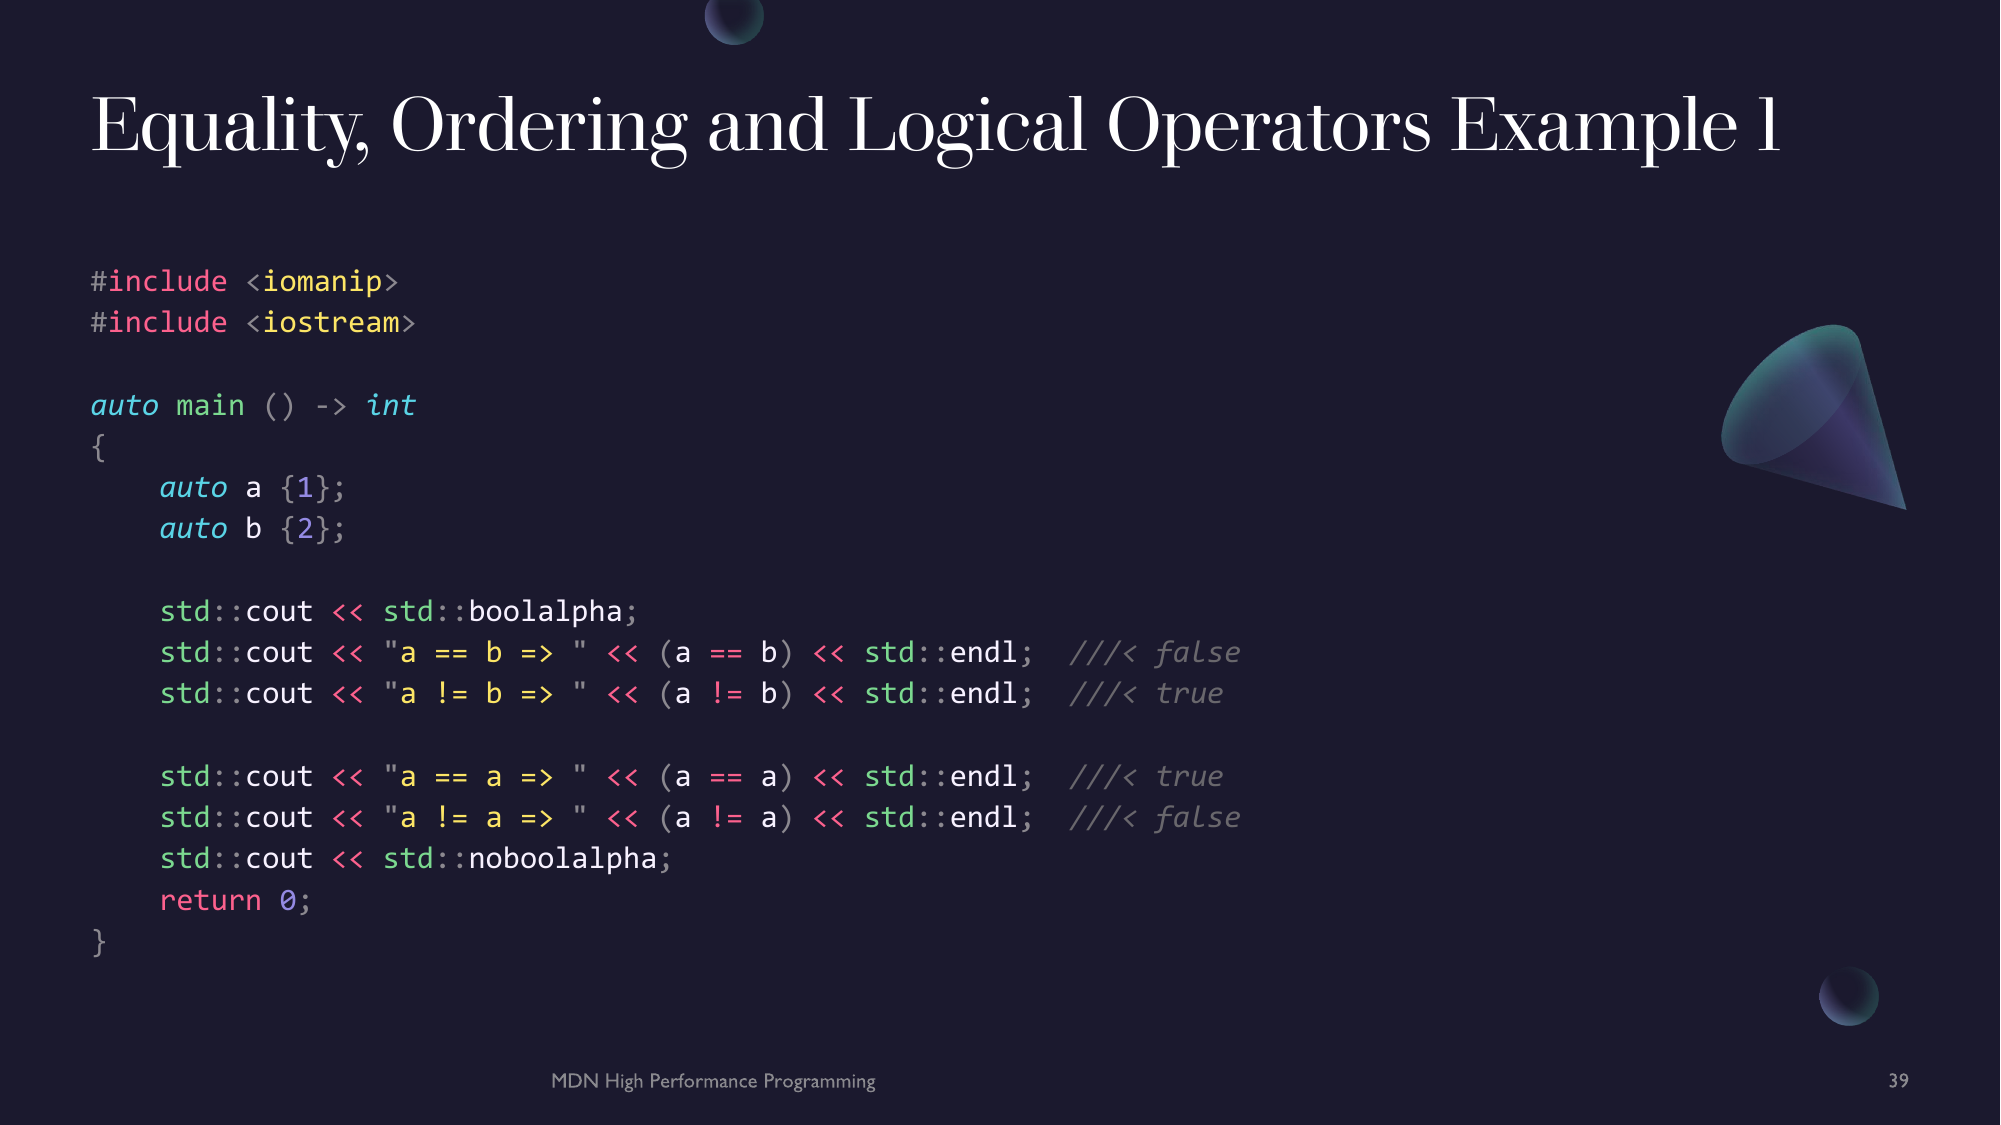 Equality, Ordering and Logical Operators Example 1
#include <iomanip>
#include <iostream>
auto main () -> int
{
    auto a {1};
    auto b {2};
    std::cout << std::boolalpha;
    std::cout << "a == b => " << (a == b) << std::endl;  ///< false
    std::cout << "a != b => " << (a != b) << std::endl;  ///< true
    std::cout << "a == a => " << (a == a) << std::endl;  ///< true
    std::cout << "a != a => " << (a != a) << std::endl;  ///< false
    std::cout << std::noboolalpha;
    return 0;
}
MDN High Performance Programming
39